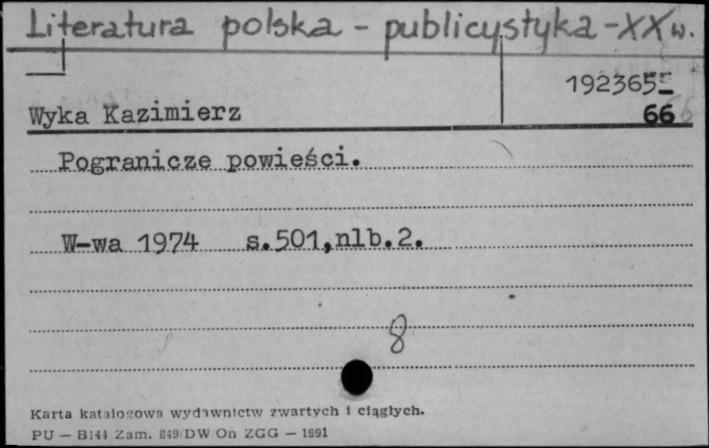 Literatura polska - publicystyka - XX w.
192365
Wyka Kazimierz 66
Pogranicze powieści.
W-wa 1974 s.501,nlb.2.
8
Karta katalogowa wydawnictw zwartych i ciągłych.
PU — B144 Zam. 849 DW On ZGG — 1991